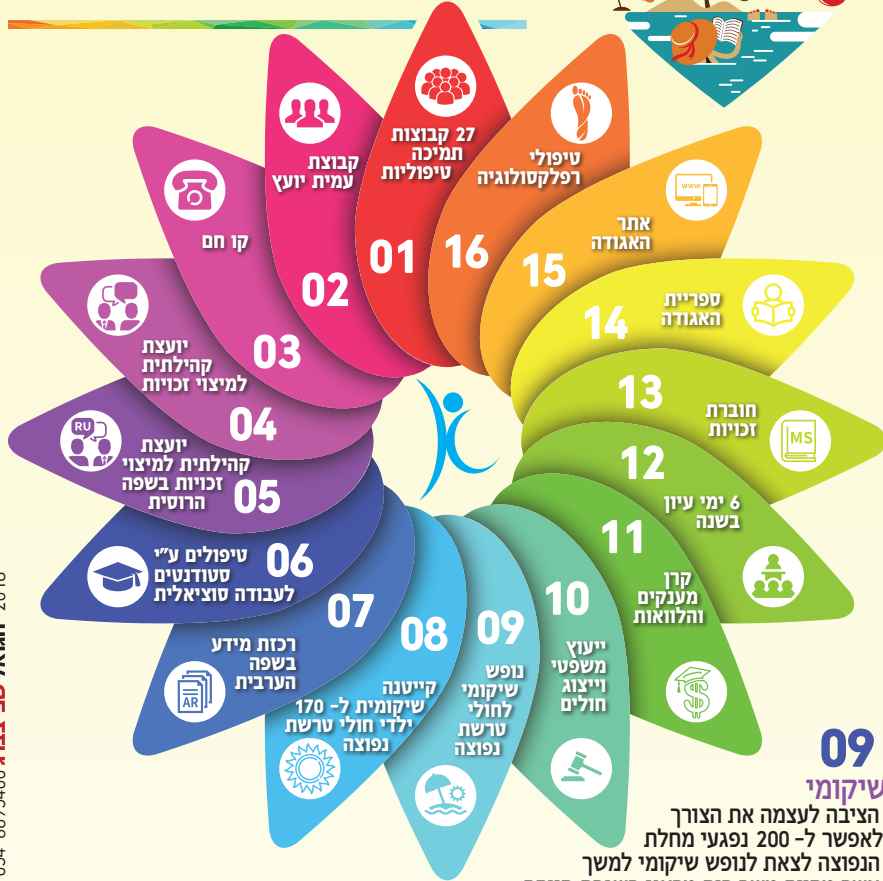 27 קבוצות
תמיכה
טיפוליות
01
קבוצת
עמית יועץ
02
קו חם
03
יועצת
קהילתית
למיצוי זכויות
04
RU
יועצת
קהילתית למיצוי
זכויות בשפה
הרוסית
05
טיפולים ע"י
סטודנטים
לעבודה סוציאלית
06
רכזת מידע
בשפה
הערבית
AR
07
קייטנה
שיקומית ל- 170
ילדי חולי טרשת
נפוצה
08
נופש
שיקומי
לחולי
טרשת
נפוצה
09
ייעוץ
משפטי
וייצוג
חולים
10
קרן
מענקים
והלוואות
11
6 ימי עיון
בשנה
12
חוברת
זכויות
MS
13
ספריית
האגודה
14
אתר
האגודה
www
15
טיפולי
רפלקסולוגיה
16
09
שיקומי
הציבה לעצמה את הצורך
לאפשר ל- 200 נפגעי מחלת
הנפוצה לצאת לנופש שיקומי למשך